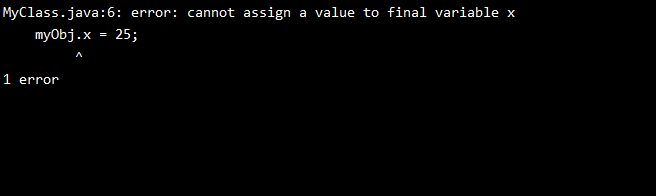 MyClass.java:6: error: cannot assign a value to final variable x
    myObj.x = 25;
         ^
1 error